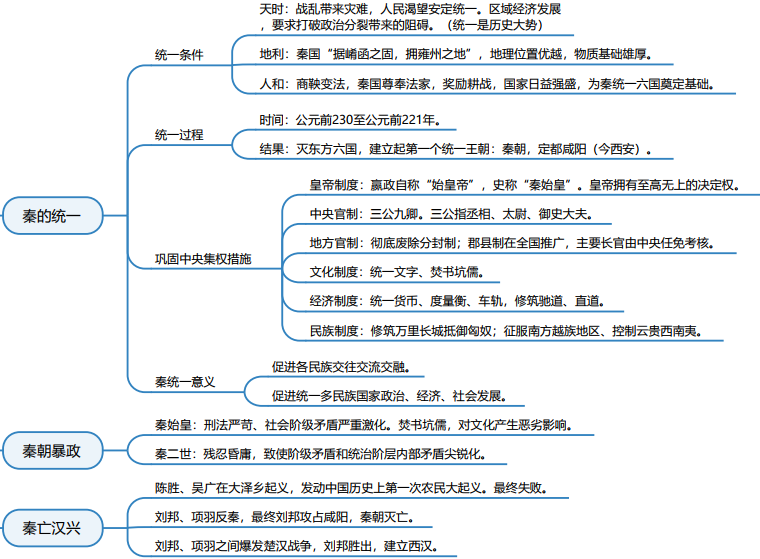 秦的统一
统一条件
天时：战乱带来灾难，人民渴望安定统一。区域经济发展
，要求打破政治分裂带来的阻碍。（统一是历史大势）
地利：秦国“据崤函之固，拥雍州之地”，地理位置优越，物质基础雄厚。
人和：商鞅变法，秦国尊奉法家，奖励耕战，国家日益强盛，为秦统一六国奠定基础。
统一过程
时间：公元前230至公元前221年。
结果：灭东方六国，建立起第一个统一王朝：秦朝，定都咸阳（今西安）。
巩固中央集权措施
皇帝制度：嬴政自称“始皇帝”，史称“秦始皇”。皇帝拥有至高无上的决定权。
中央官制：三公九卿。三公指丞相、太尉、御史大夫。
地方官制：彻底废除分封制；郡县制在全国推广，主要长官由中央任免考核。
文化制度：统一文字、焚书坑儒。
经济制度：统一货币、度量衡、车轨，修筑驰道、直道。
民族制度：修筑万里长城抵御匈奴；征服南方越族地区、控制云贵西南夷。
秦统一意义
促进各民族交往交流交融。
促进统一多民族国家政治、经济、社会发展。
秦朝暴政
秦始皇：刑法严苛、社会阶级矛盾严重激化。焚书坑儒，对文化产生恶劣影响。
秦二世：残忍昏庸，致使阶级矛盾和统治阶层内部矛盾尖锐化。
秦亡汉兴
陈胜、吴广在大泽乡起义，发动中国历史上第一次农民大起义。最终失败。
刘邦、项羽反秦，最终刘邦攻占咸阳，秦朝灭亡。
刘邦、项羽之间爆发楚汉战争，刘邦胜出，建立西汉。